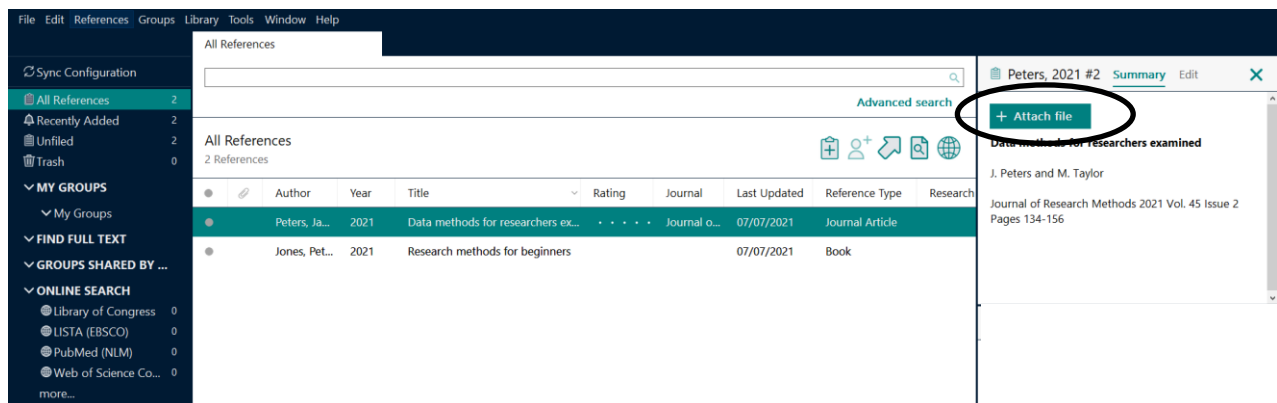 File Edit References Groups Library Tools Window Help
All References
Sync Configuration
All References 2
Recently Added 2
Unfiled 2
Trash 0
MY GROUPS
My Groups
FIND FULL TEXT
GROUPS SHARED BY ...
ONLINE SEARCH
Library of Congress 0
LISTA (EBSCO) 0
PubMed (NLM) 0
Web of Science Co... 0
more...
Advanced search
All References
2 References
Author Year Title Rating Journal Last Updated Reference Type Research
Peters, Ja... 2021 Data methods for researchers ex... Journal o... 07/07/2021 Journal Article
Jones, Pet... 2021 Research methods for beginners 07/07/2021 Book
Peters, 2021 #2 Summary Edit
+ Attach file
Data methods for researchers examined
J. Peters and M. Taylor
Journal of Research Methods 2021 Vol. 45 Issue 2
Pages 134-156